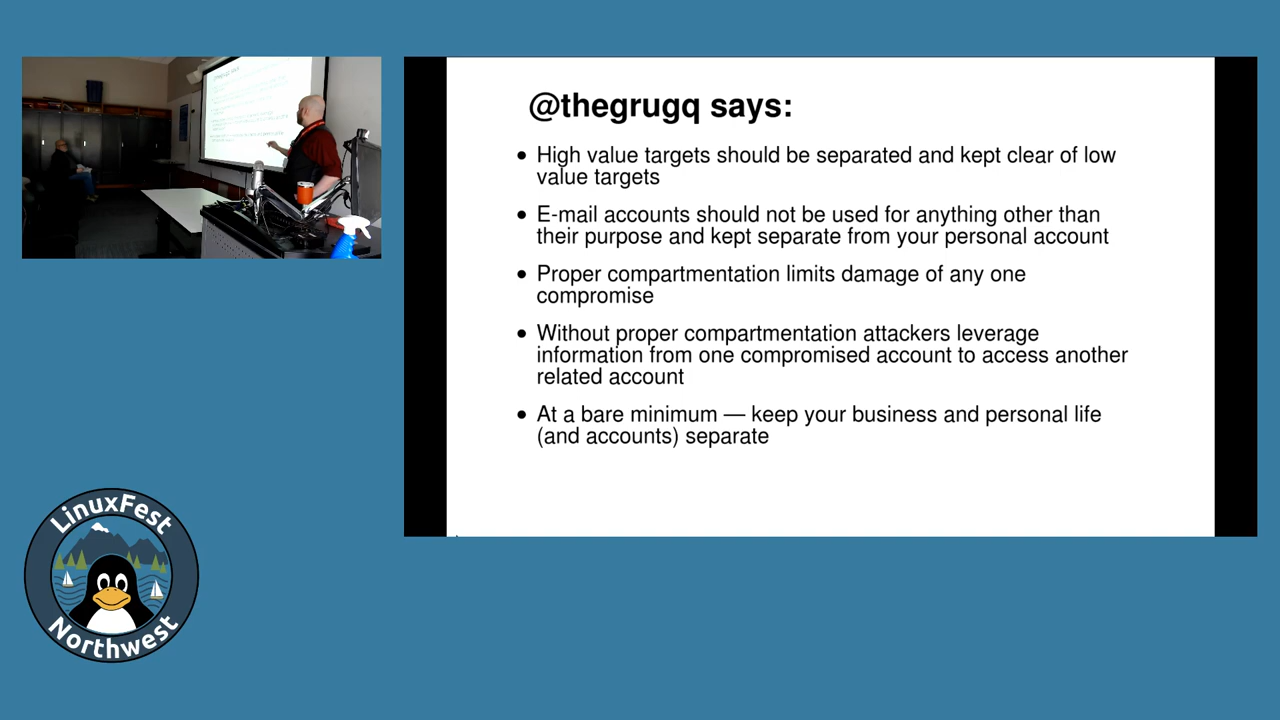 @thegrugq says:
• High value targets should be separated and kept clear of low
value targets
• E-mail accounts should not be used for anything other than
their purpose and kept separate from your personal account
• Proper compartmentation limits damage of any one
compromise
• Without proper compartmentation attackers leverage
information from one compromised account to access another
related account
• At a bare minimum — keep your business and personal life
(and accounts) separate
LinuxFest
Northwest